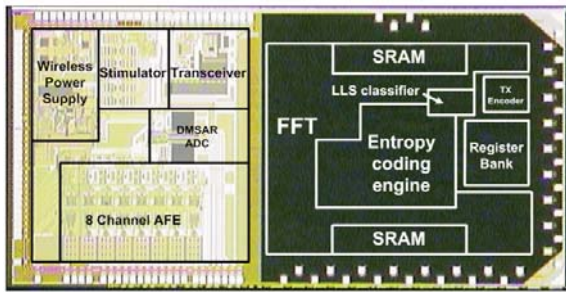 Wireless
Power
Supply
Stimulator
Transceiver
DMSAR
ADC
8 Channel AFE
SRAM
LLS classifier
TX
Encoder
FFT
Entropy
coding
engine
Register
Bank
SRAM